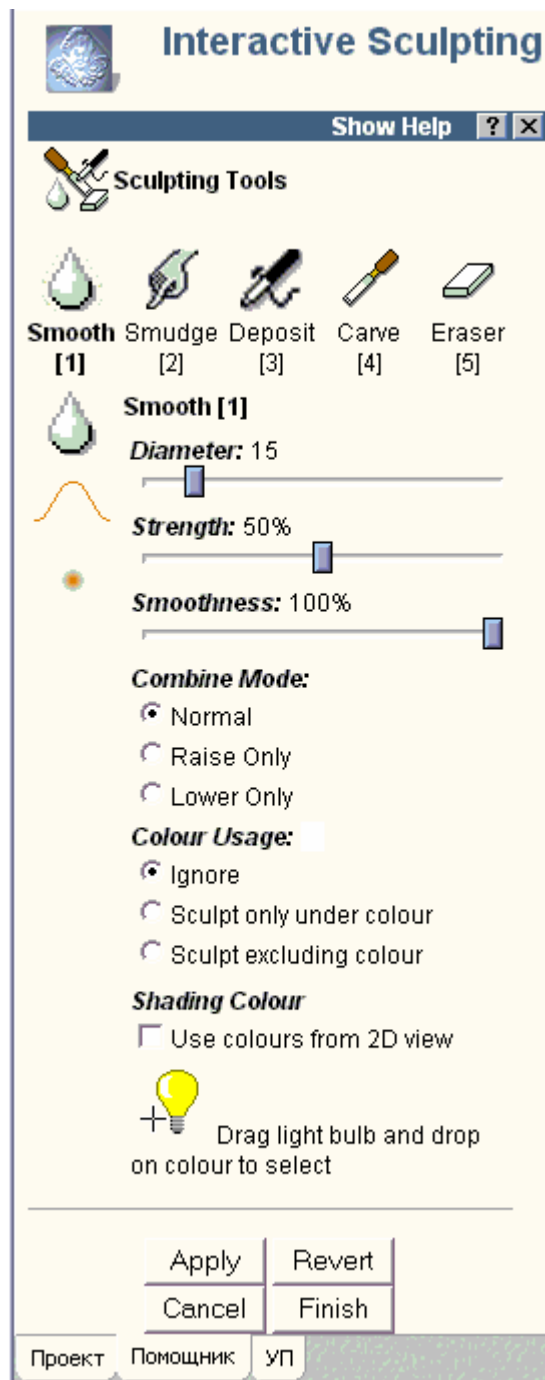 Interactive Sculpting
Show Help ? X
Sculpting Tools
Smooth Smudge Deposit Carve Eraser
[1] [2] [3] [4] [5]
Smooth [1]
Diameter: 15
Strength: 50%
Smoothness: 100%
Combine Mode:
Normal
Raise Only
Lower Only
Colour Usage:
Ignore
Sculpt only under colour
Sculpt excluding colour
Shading Colour
Use colours from 2D view
Drag light bulb and drop
on colour to select
Apply Revert
Cancel Finish
Проект Помощник УП